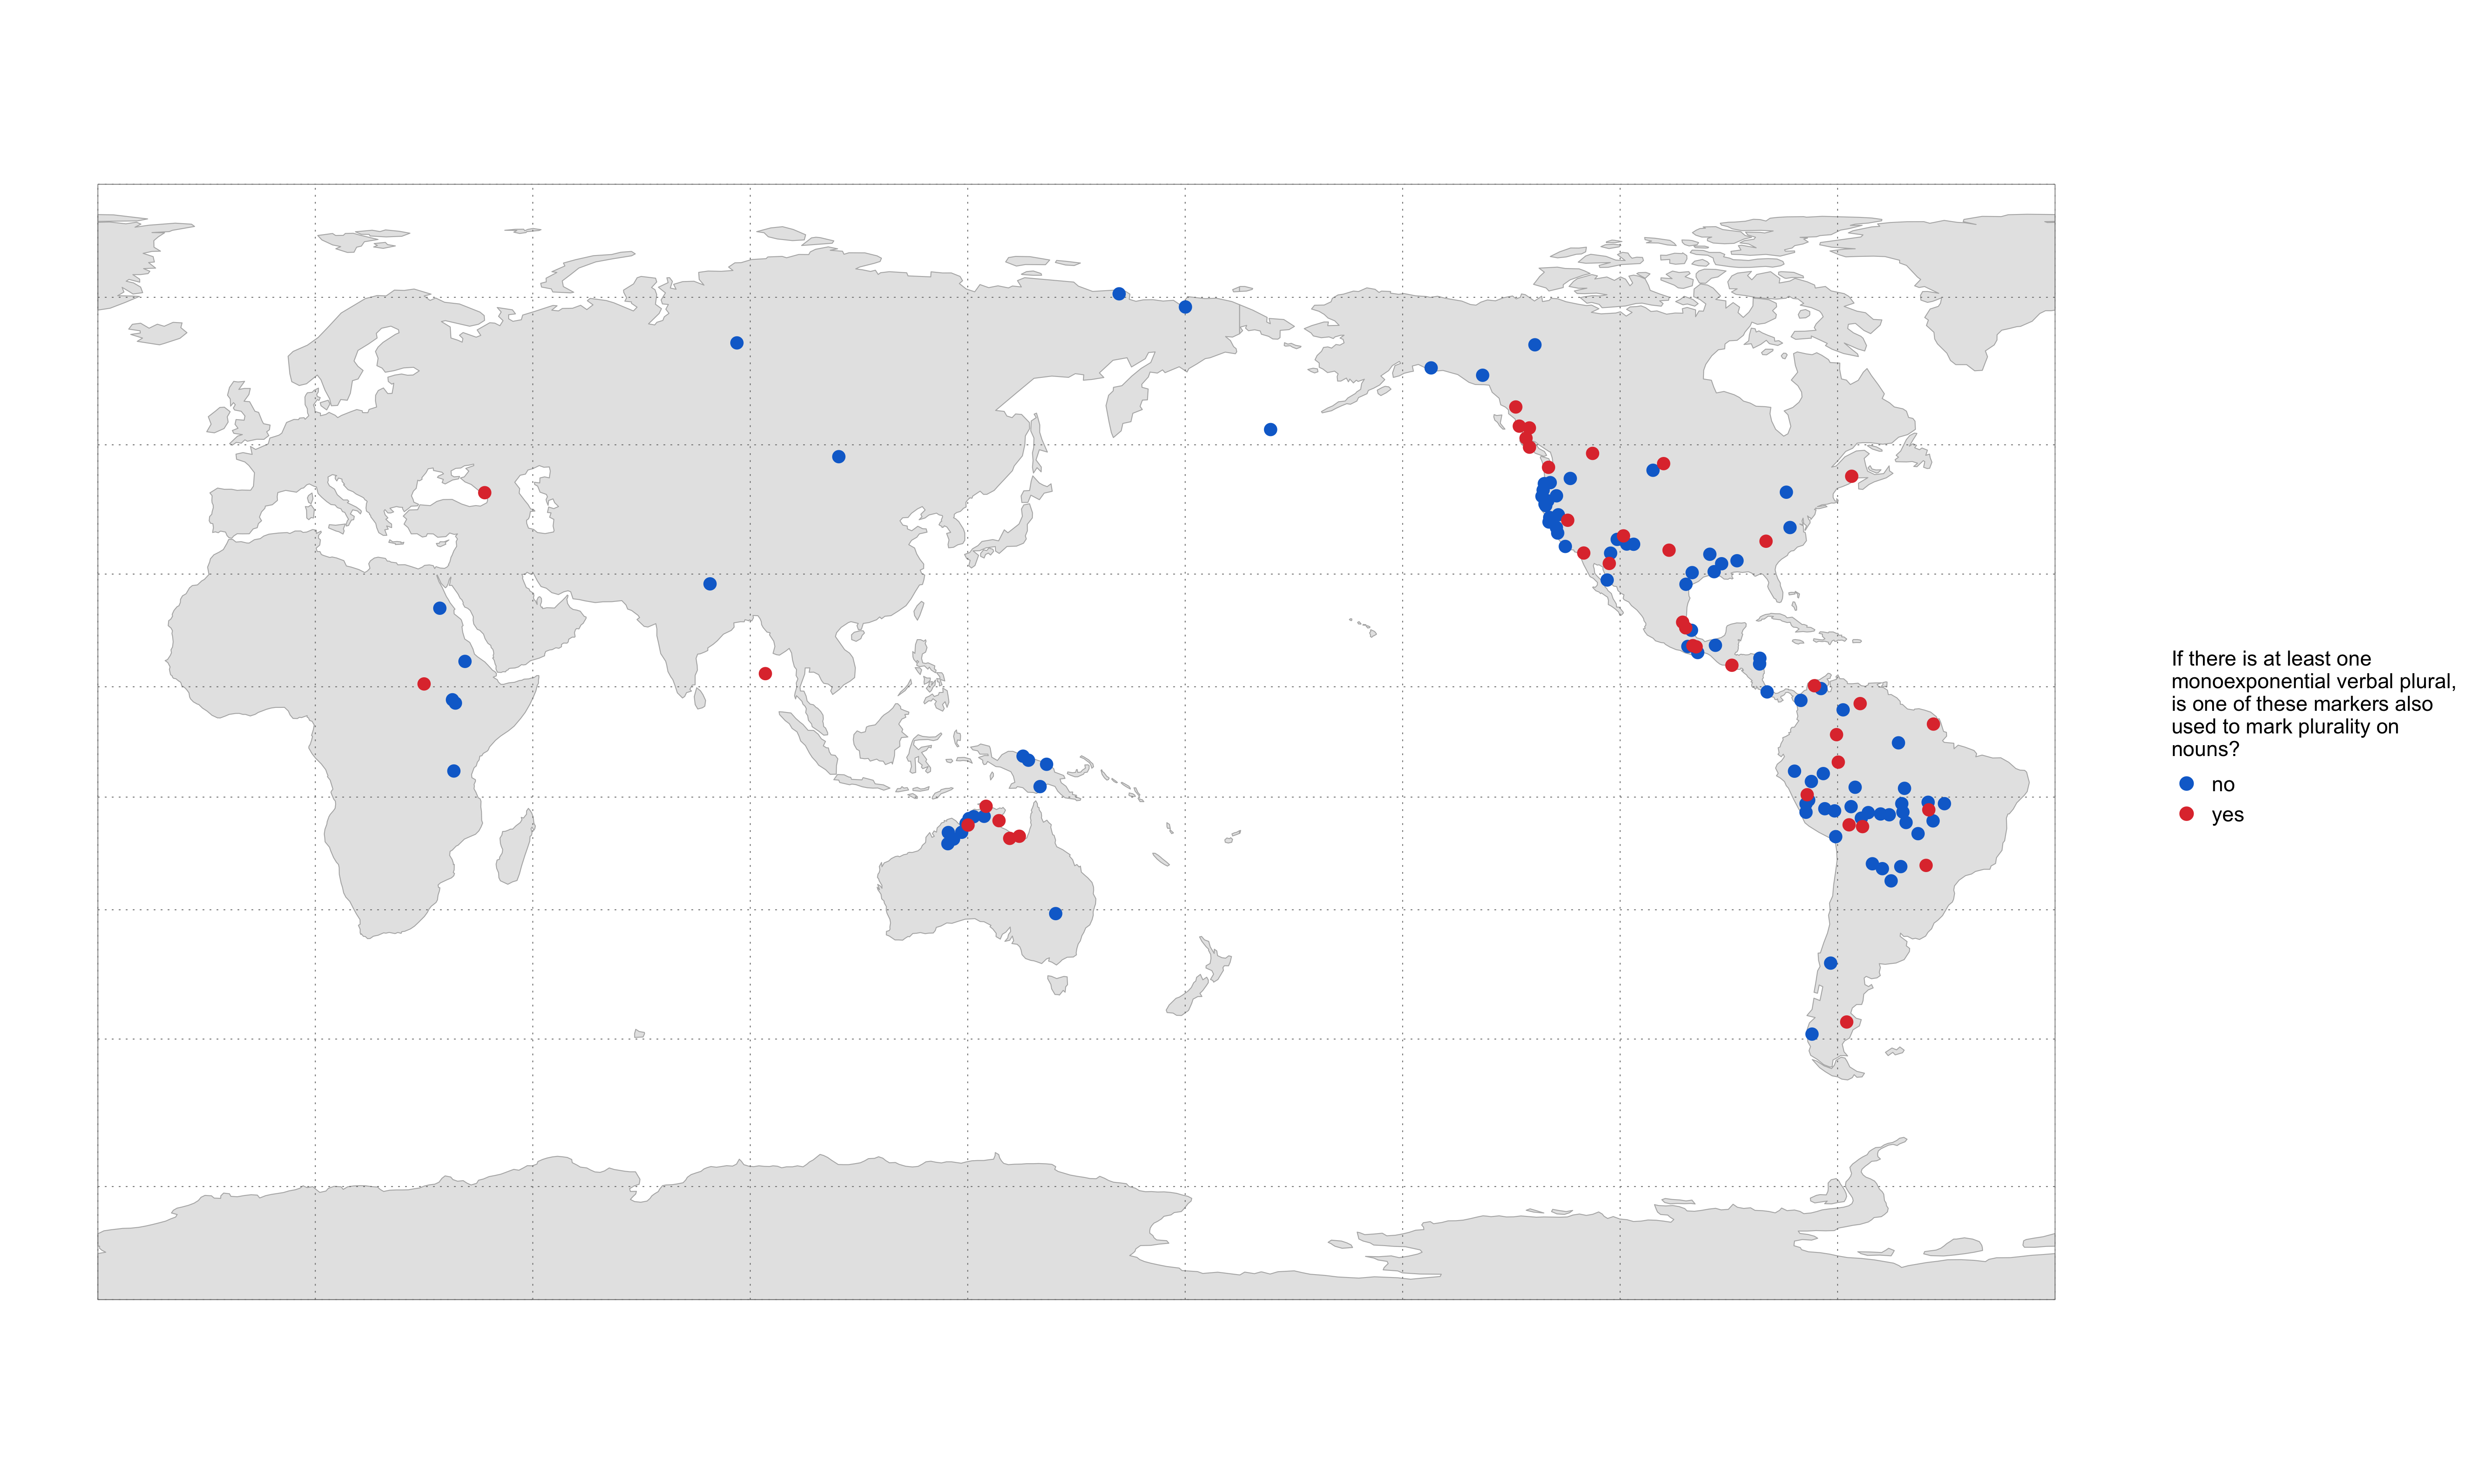 If there is at least one
monoexponential verbal plural,
is one of these markers also
used to mark plurality on
nouns?
no
yes